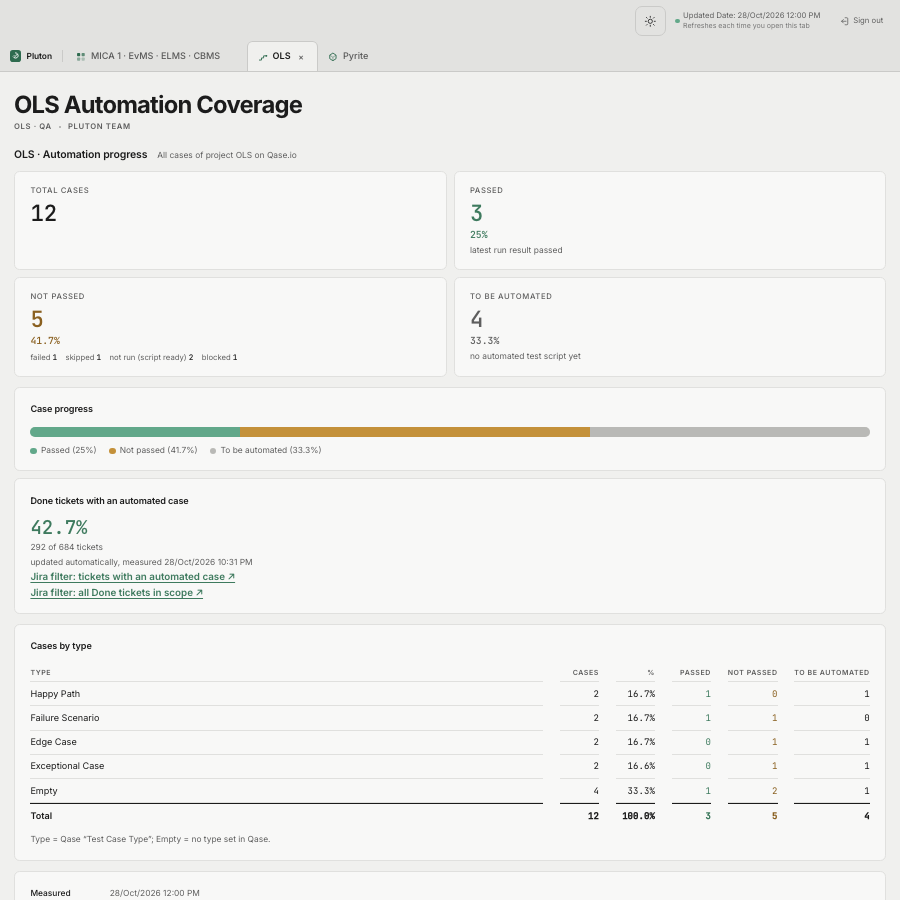 Updated Date: 28/Oct/2026 12:00 PM
Refreshes each time you open this tab
Sign out
Pluton
MICA 1 · EvMS · ELMS · CBMS
OLS ×
Pyrite
OLS Automation Coverage
OLS · QA · PLUTON TEAM
OLS · Automation progress All cases of project OLS on Qase.io
TOTAL CASES
12
PASSED
3
25%
latest run result passed
NOT PASSED
5
41.7%
failed 1 skipped 1 not run (script ready) 2 blocked 1
TO BE AUTOMATED
4
33.3%
no automated test script yet
Case progress
Passed (25%) Not passed (41.7%) To be automated (33.3%)
Done tickets with an automated case
42.7%
292 of 684 tickets
updated automatically, measured 28/Oct/2026 10:31 PM
Jira filter: tickets with an automated case ↗
Jira filter: all Done tickets in scope ↗
Cases by type
TYPE CASES % PASSED NOT PASSED TO BE AUTOMATED
Happy Path 2 16.7% 1 0 1
Failure Scenario 2 16.7% 1 1 0
Edge Case 2 16.7% 0 1 1
Exceptional Case 2 16.6% 0 1 1
Empty 4 33.3% 1 2 1
Total 12 100.0% 3 5 4
Type = Qase "Test Case Type"; Empty = no type set in Qase.
Measured 28/Oct/2026 12:00 PM